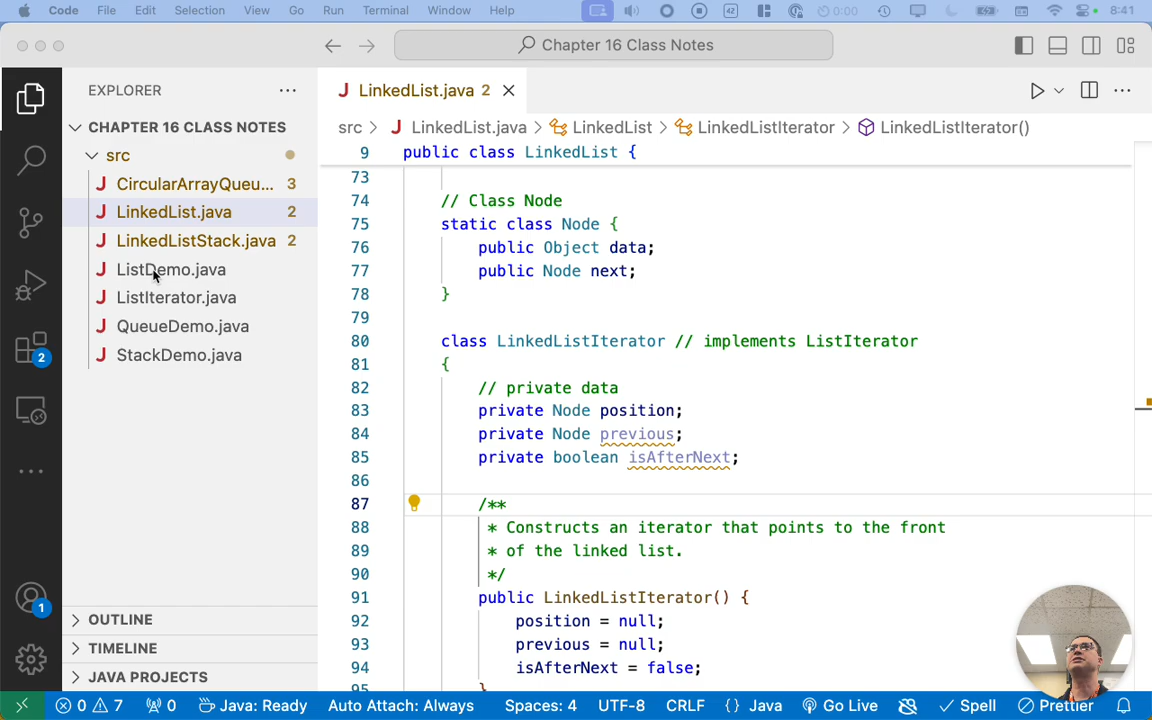 Code File Edit Selection View Go Run Terminal Window Help 42 0:00 8:41
Chapter 16 Class Notes
EXPLORER
J LinkedList.java 2
CHAPTER 16 CLASS NOTES
src > J LinkedList.java > LinkedList > LinkedListIterator > LinkedListIterator()
src
J CircularArrayQueu... 3
J LinkedList.java 2
J LinkedListStack.java 2
J ListDemo.java
J ListIterator.java
J QueueDemo.java
J StackDemo.java
9 public class LinkedList {
73
74 // Class Node
75 static class Node {
76 public Object data;
77 public Node next;
78 }
79
80 class LinkedListIterator // implements ListIterator
81 {
82 // private data
83 private Node position;
84 private Node previous;
85 private boolean isAfterNext;
86
87 /**
88 * Constructs an iterator that points to the front
89 * of the linked list.
90 */
91 public LinkedListIterator() {
92 position = null;
93 previous = null;
94 isAfterNext = false;
95 }
2
1
OUTLINE
TIMELINE
JAVA PROJECTS
0 7 0 Java: Ready Auto Attach: Always Spaces: 4 UTF-8 CRLF {} Java Go Live Spell Prettier